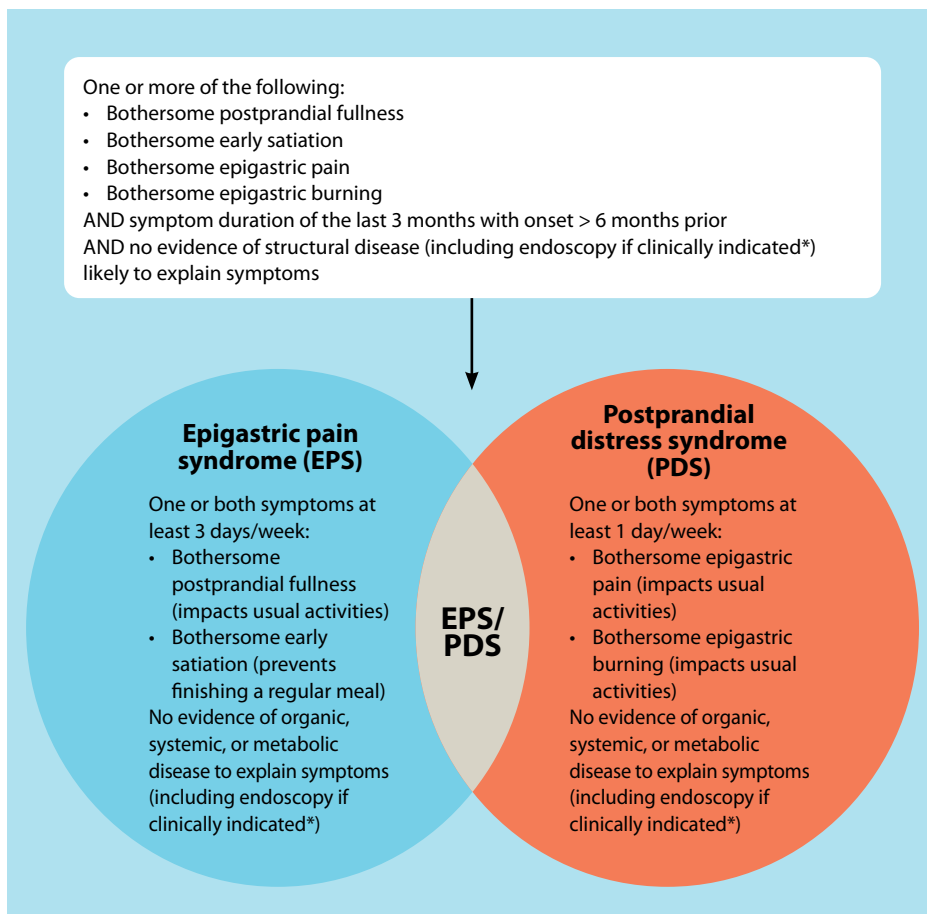 One or more of the following:
• Bothersome postprandial fullness
• Bothersome early satiation
• Bothersome epigastric pain
• Bothersome epigastric burning
AND symptom duration of the last 3 months with onset > 6 months prior
AND no evidence of structural disease (including endoscopy if clinically indicated*)
likely to explain symptoms
Epigastric pain
syndrome (EPS)
One or both symptoms at
least 3 days/week:
• Bothersome
postprandial fullness
(impacts usual activities)
• Bothersome early
satiation (prevents
finishing a regular meal)
No evidence of organic,
systemic, or metabolic
disease to explain symptoms
(including endoscopy if
clinically indicated*)
EPS/
PDS
Postprandial
distress syndrome
(PDS)
One or both symptoms at
least 1 day/week:
• Bothersome epigastric
pain (impacts usual
activities)
• Bothersome epigastric
burning (impacts usual
activities)
No evidence of organic,
systemic, or metabolic
disease to explain symptoms
(including endoscopy if
clinically indicated*)